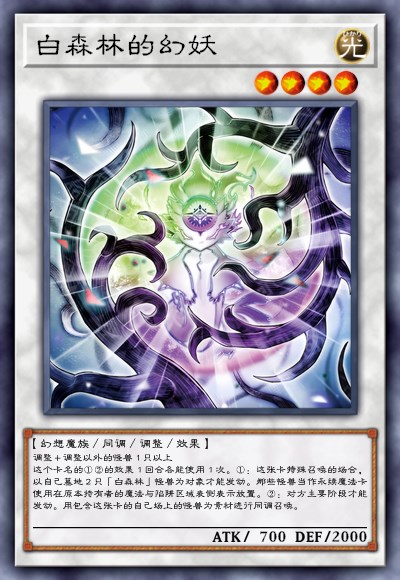 白森林的幻妖
光
【幻想魔族／同调／调整／效果】
调整＋调整以外的怪兽1只以上
这个卡名的①②的效果1回合各能使用1次。①：这张卡特殊召唤的场合，
以自己墓地2只「白森林」怪兽为对象才能发动。那些怪兽当作永续魔法卡
使用在原本持有者的魔法与陷阱区域表侧表示放置。②：对方主要阶段才能
发动。用包含这张卡的自己场上的怪兽为素材进行同调召唤。
ATK/ 700 DEF/2000